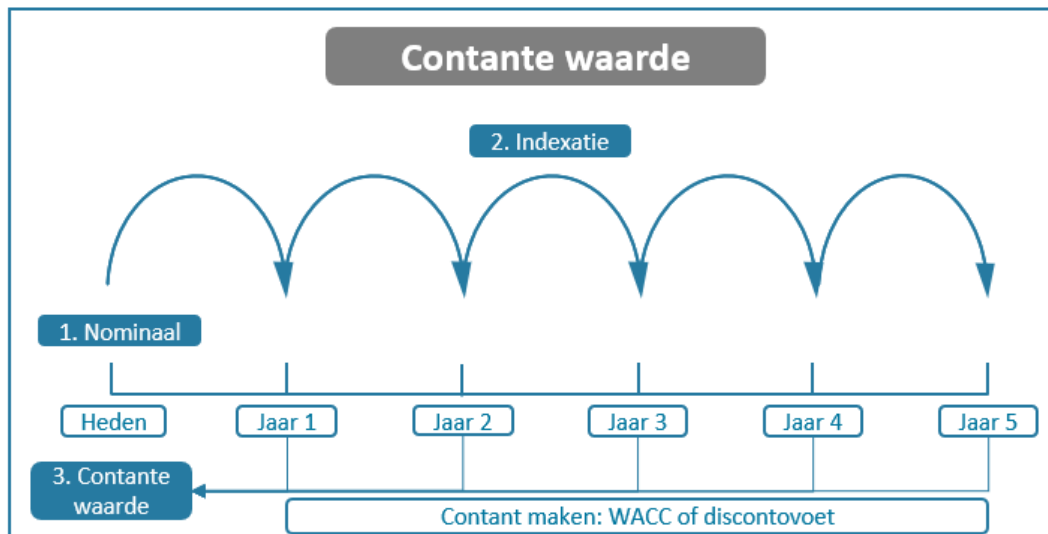 Contante waarde
2. Indexatie
1. Nominaal
Heden
Jaar 1
Jaar 2
Jaar 3
Jaar 4
Jaar 5
3. Contante
waarde
Contant maken: WACC of discontovoet